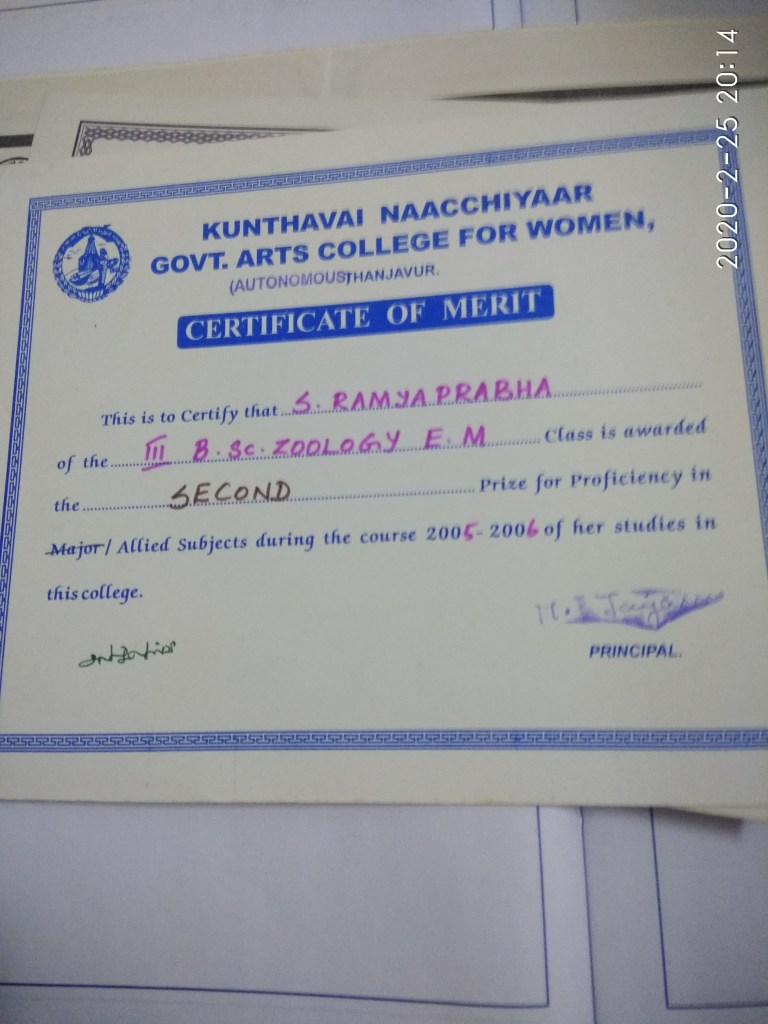 2020-2-25 20:14
KUNTHAVAI NAACCHIYAAR
GOVT. ARTS COLLEGE FOR WOMEN,
(AUTONOMOUS) THANJAVUR.
CERTIFICATE OF MERIT
This is to Certify that S. RAMYA PRABHA
of the III B.Sc. ZOOLOGY E.M Class is awarded
the SECOND Prize for Proficiency in
Major / Allied Subjects during the course 2005-2006 of her studies in
this college.
PRINCIPAL.